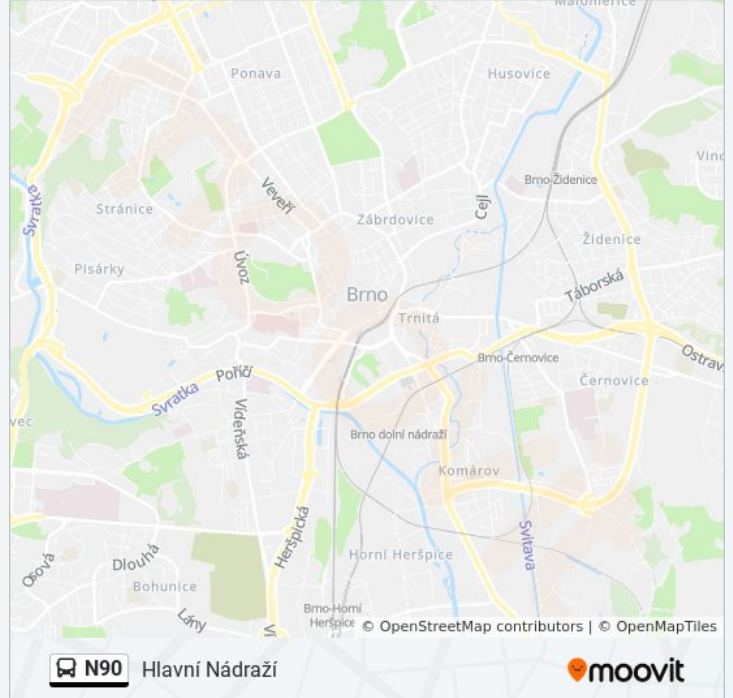 Maloměřice
Ponava
Husovice
Vino
Brno-Židenice
Veveří
Stránice
Svratka
Cejl
Zábrdovice
Židenice
Úvoz
Pisárky
Táborská
Brno
Trnitá
Ostrav
Brno-Černovice
Poříčí
Černovice
Svratka
vec
Vídeňská
Brno dolní nádraží
Komárov
Heršpická
Svitava
Horní Heršpice
Osová
Dlouhá
Bohunice
Lány
Brno-Horní
Heršpice
Ví
© OpenStreetMap contributors | © OpenMapTiles
N90 Hlavní Nádraží
moovit